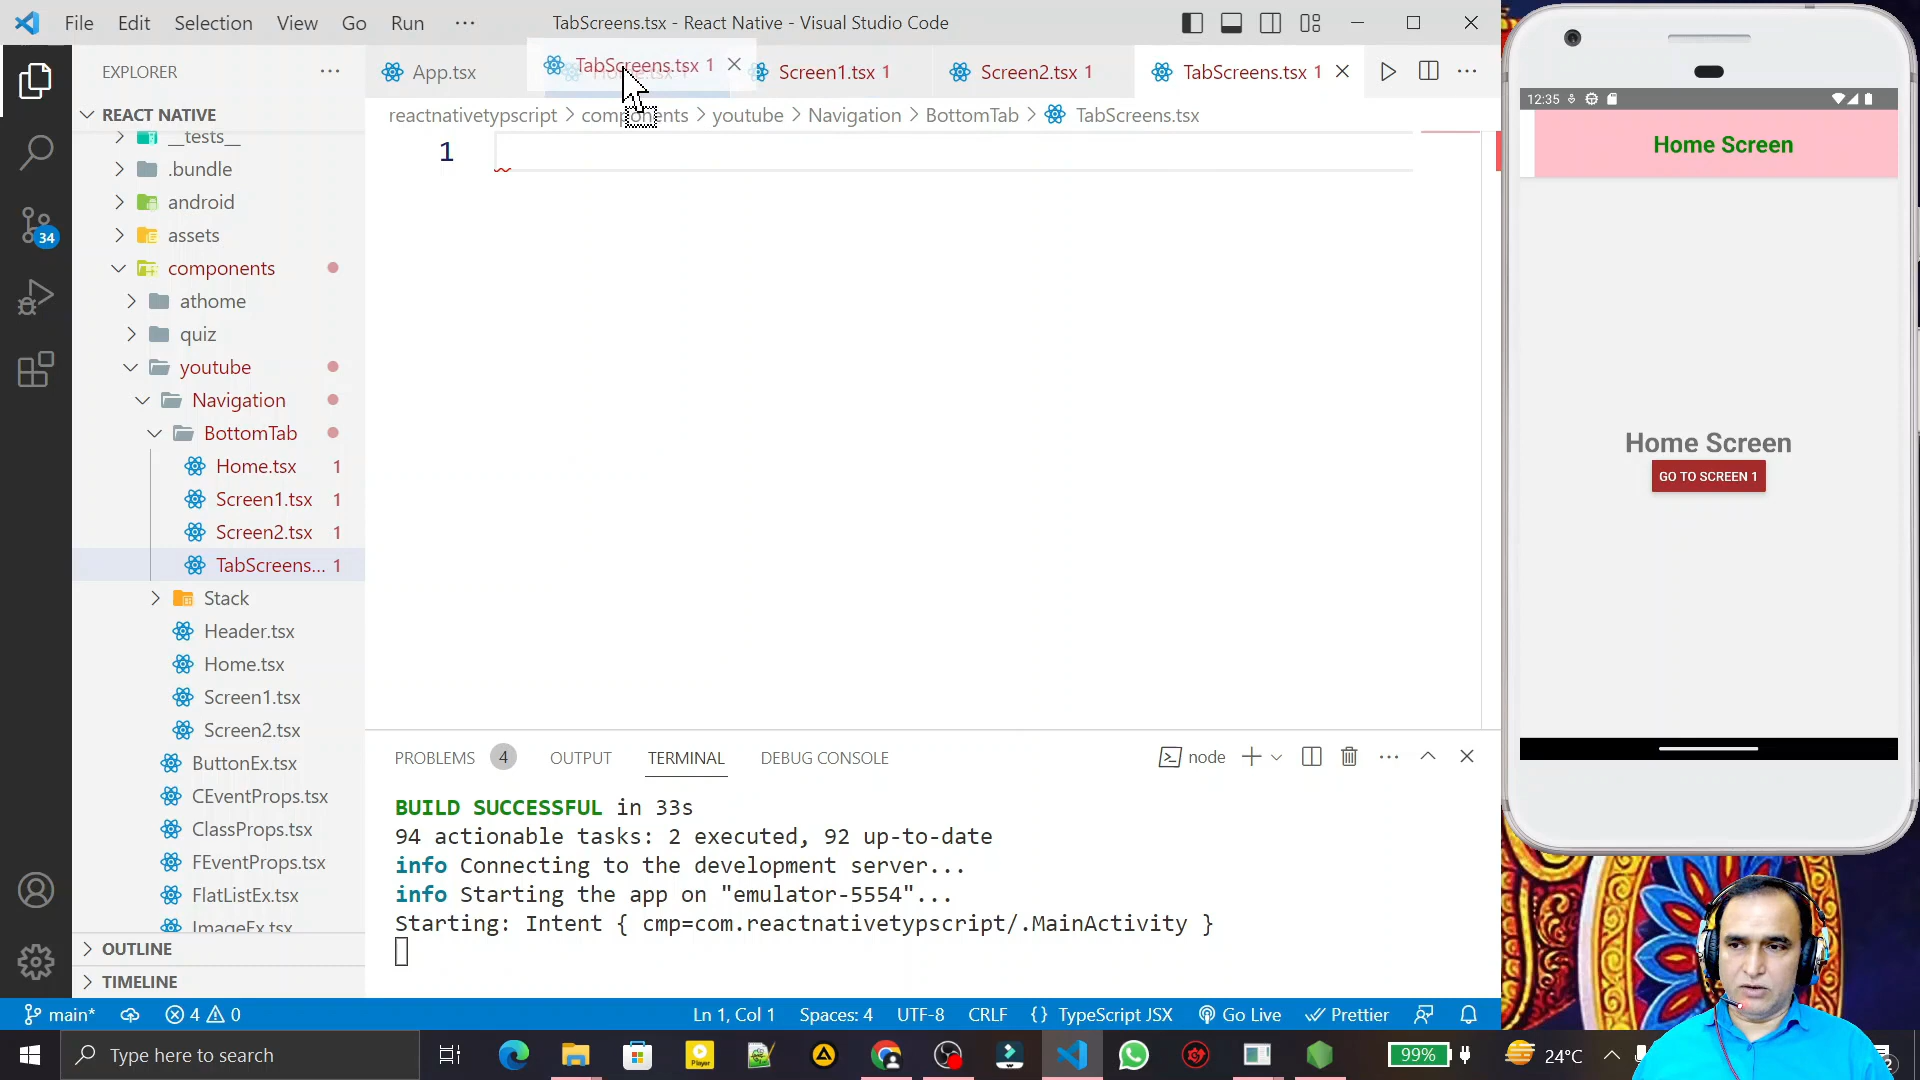 File Edit Selection View Go Run ···
TabScreens.tsx - React Native - Visual Studio Code
EXPLORER ···
App.tsx
TabScreens.tsx 1
Screen1.tsx 1
Screen2.tsx 1
TabScreens.tsx 1
reactnativetypscript > components > youtube > Navigation > BottomTab > TabScreens.tsx
1
REACT NATIVE
__tests__
.bundle
android
assets
components
athome
quiz
youtube
Navigation
BottomTab
Home.tsx 1
Screen1.tsx 1
Screen2.tsx 1
TabScreens... 1
Stack
Header.tsx
Home.tsx
Screen1.tsx
Screen2.tsx
ButtonEx.tsx
CEventProps.tsx
ClassProps.tsx
FEventProps.tsx
FlatListEx.tsx
ImageEx.tsx
OUTLINE
TIMELINE
34
PROBLEMS 4 OUTPUT TERMINAL DEBUG CONSOLE
node
BUILD SUCCESSFUL in 33s
94 actionable tasks: 2 executed, 92 up-to-date
info Connecting to the development server...
info Starting the app on "emulator-5554"...
Starting: Intent { cmp=com.reactnativetypscript/.MainActivity }
main* 4 0
Ln 1, Col 1 Spaces: 4 UTF-8 CRLF {} TypeScript JSX Go Live Prettier
Type here to search
Player
99%
24°C
12:35
Home Screen
Home Screen
GO TO SCREEN 1